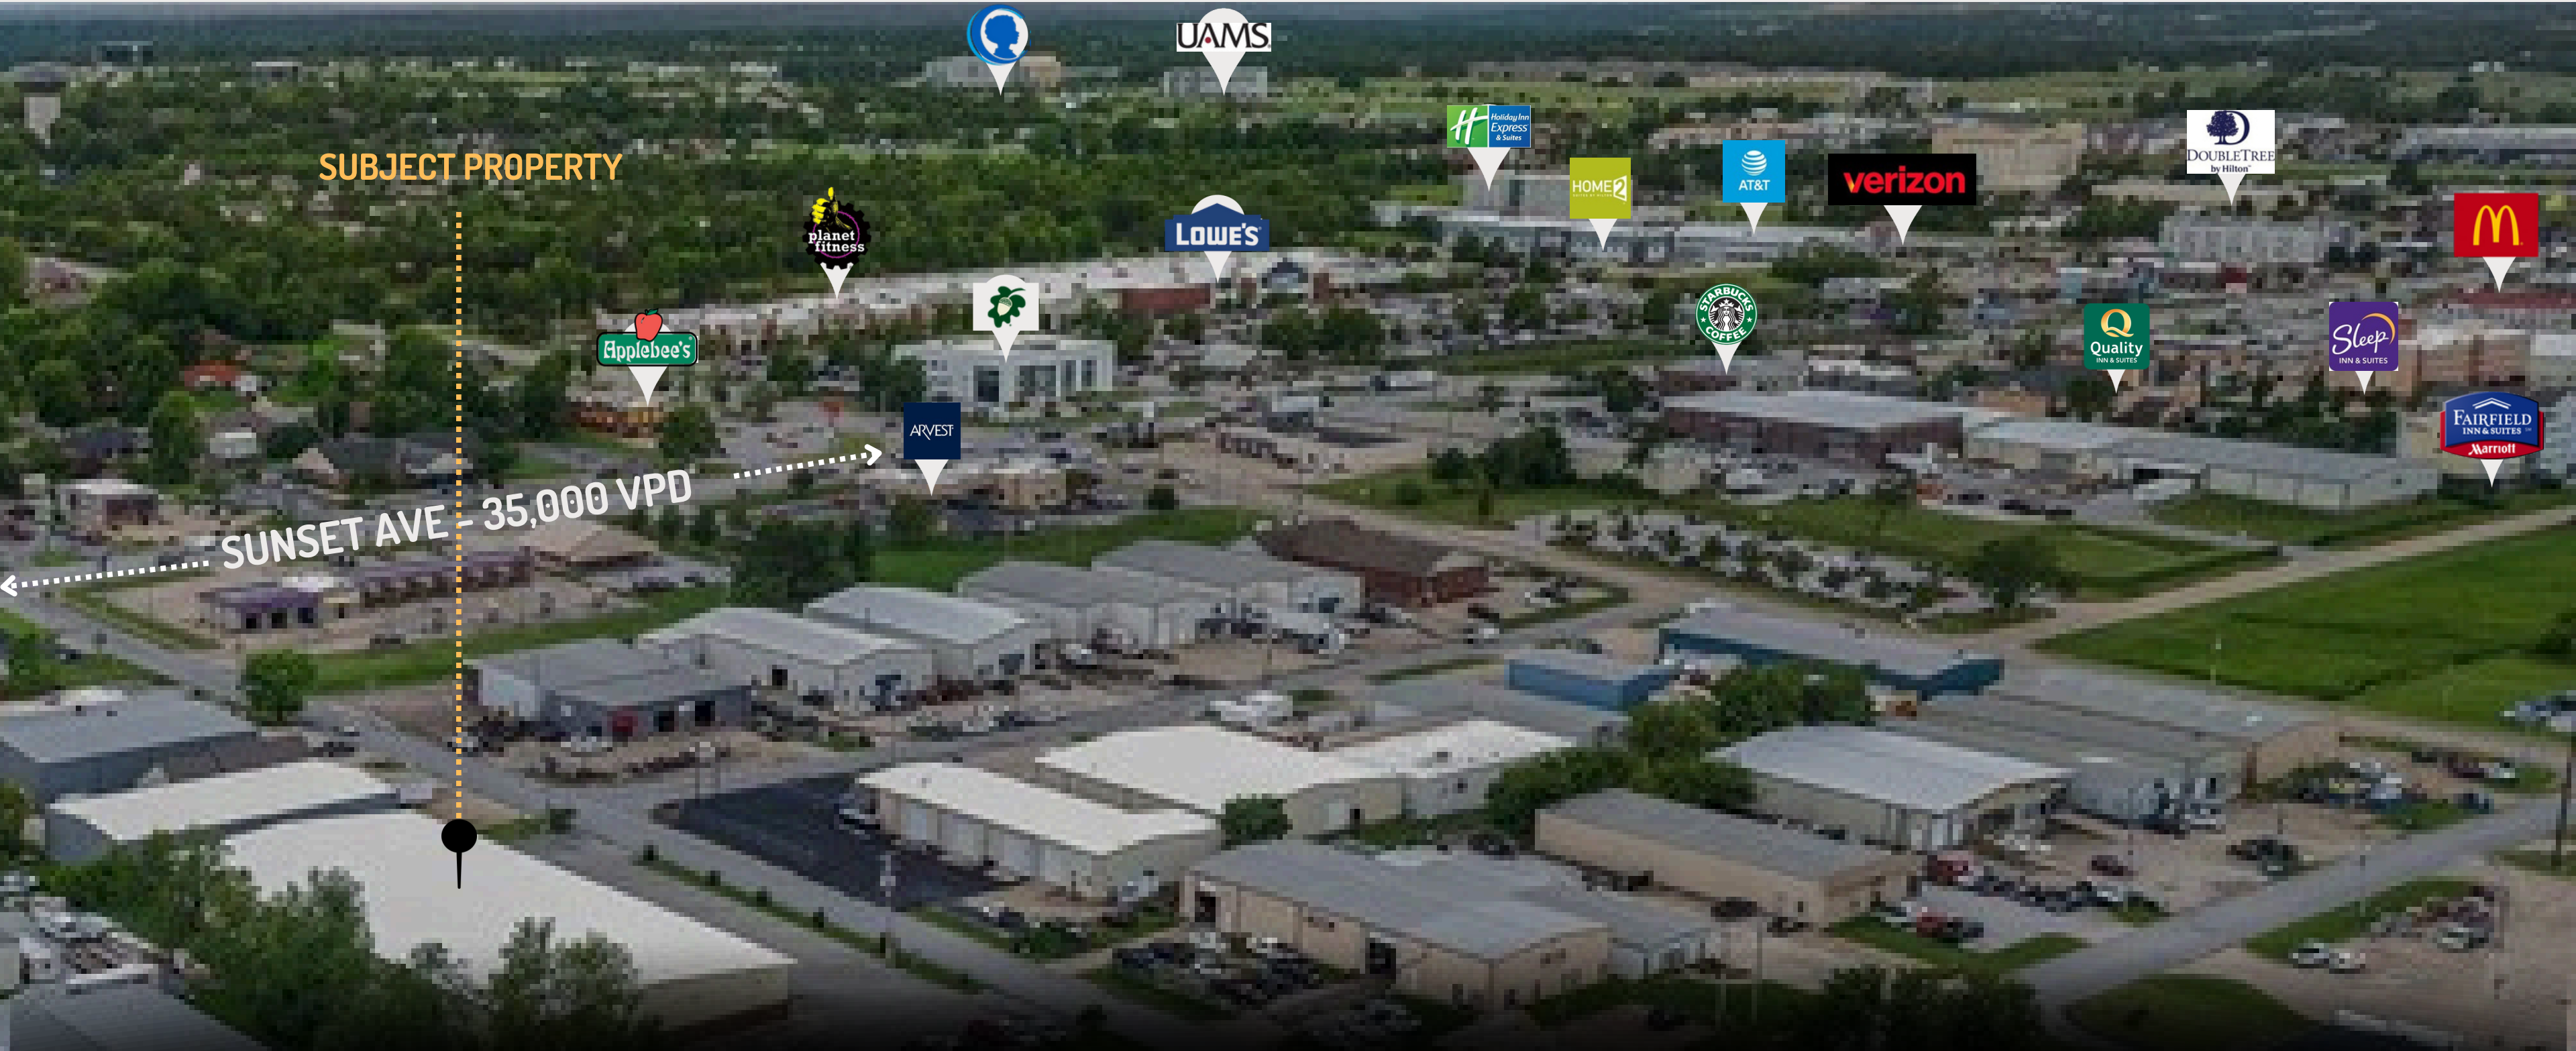 UAMS
Holiday Inn
Express
& Suites
DOUBLETREE
by Hilton
SUBJECT PROPERTY
AT&T
verizon
HOME2
planet
fitness
LOWE'S
STARBUCKS
COFFEE
Q
Quality
INN & SUITES
Sleep
INN & SUITES
Applebee's
ARVEST
FAIRFIELD
INN & SUITES
Marriott
SUNSET AVE - 35,000 VPD